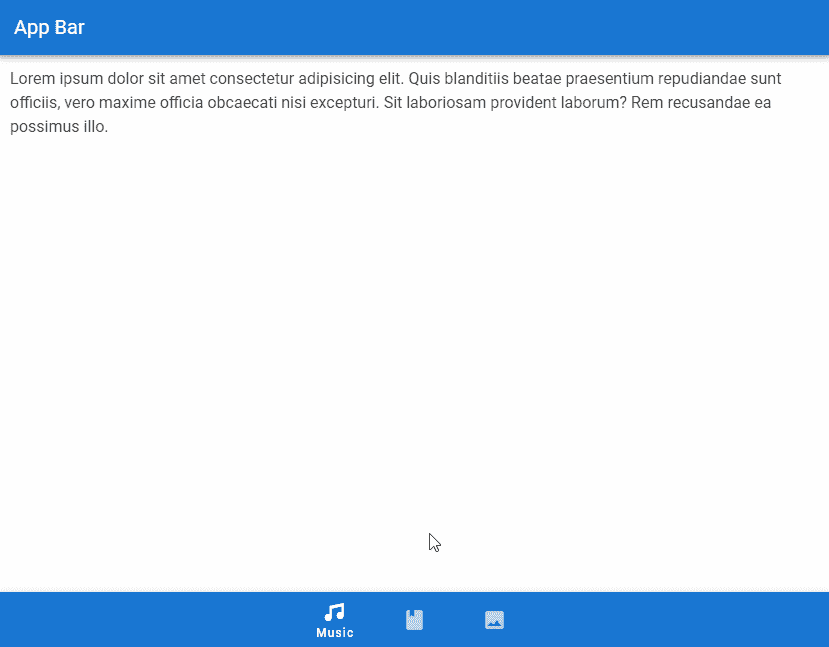 App Bar
Lorem ipsum dolor sit amet consectetur adipisicing elit. Quis blanditiis beatae praesentium repudiandae sunt
officiis, vero maxime officia obcaecati nisi excepturi. Sit laboriosam provident laborum? Rem recusandae ea
possimus illo.
Music